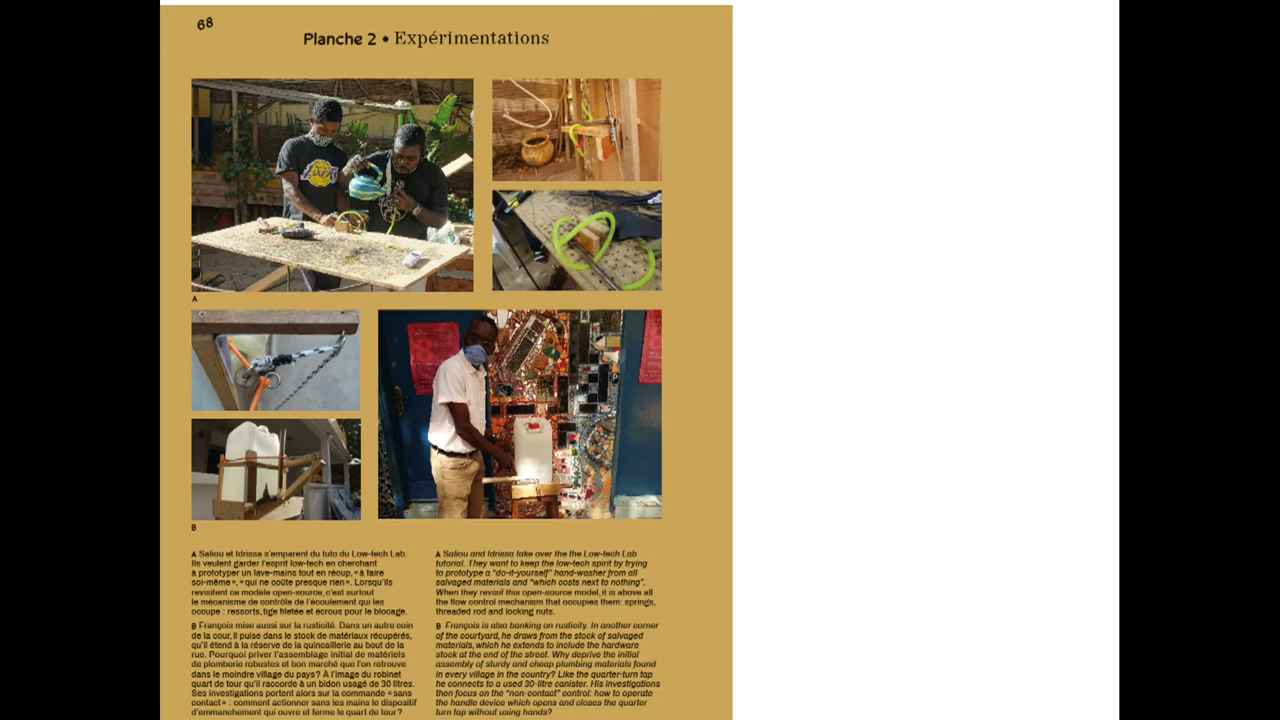 68
Planche 2 • Expérimentations
A
B
A Saliou et Idrissa s'emparent du tuto du Low-tech Lab.
Ils veulent garder l'esprit low-tech en cherchant
à prototyper un lave-mains tout en récup, « à faire
soi-même », « qui ne coûte presque rien ». Lorsqu'ils
revisitent ce modèle open-source, c'est surtout
le mécanisme de contrôle de l'écoulement qui les
occupe : ressorts, tige filetée et écrous pour le blocage.
B François mise aussi sur la rusticité. Dans un autre coin
de la cour, il puise dans le stock de matériaux récupérés,
qu'il étend à la réserve de la quincaillerie au bout de la
rue. Pourquoi priver l'assemblage initial de matériels
de plomberie robustes et bon marché que l'on retrouve
dans le moindre village du pays ? À l'image du robinet
quart de tour qu'il raccorde à un bidon usagé de 30 litres.
Ses investigations portent alors sur la commande « sans
contact » : comment actionner sans les mains le dispositif
d'emmanchement qui ouvre et ferme le quart de tour ?
A Saliou and Idrissa take over the the Low-tech Lab
tutorial. They want to keep the low-tech spirit by trying
to prototype a "do-it-yourself" hand-washer from all
salvaged materials and "which costs next to nothing".
When they revisit this open-source model, it is above all
the flow control mechanism that occupies them: springs,
threaded rod and locking nuts.
B François is also banking on rusticity. In another corner
of the courtyard, he draws from the stock of salvaged
materials, which he extends to include the hardware
stock at the end of the street. Why deprive the initial
assembly of sturdy and cheap plumbing materials found
in every village in the country? Like the quarter-turn tap
he connects to a used 30-litre canister. His investigations
then focus on the "non-contact" control: how to operate
the handle device which opens and closes the quarter
turn tap without using hands?